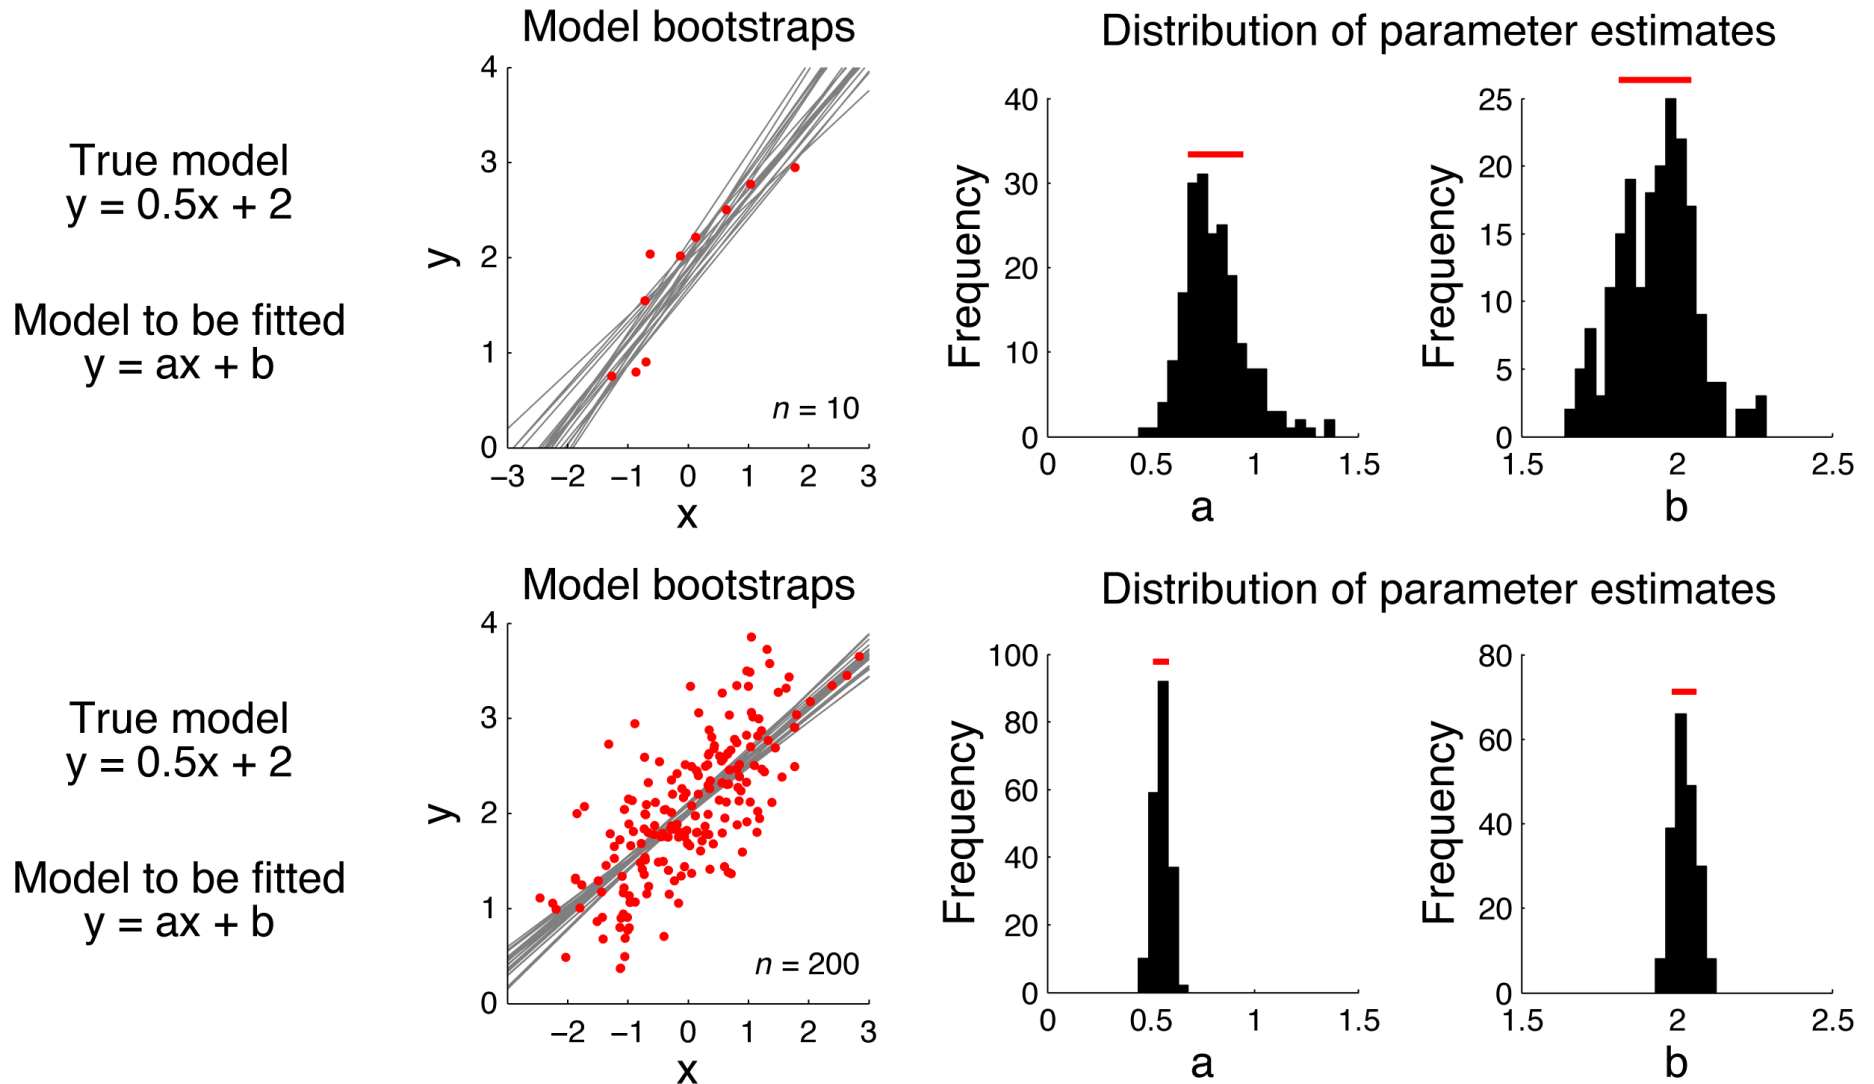 Model bootstraps
Distribution of parameter estimates
True model
y = 0.5x + 2
Model to be fitted
y = ax + b
4
3
2
1
0
y
−3 −2 −1 0 1 2 3
x
n = 10
40
30
20
10
0
Frequency
0 0.5 1 1.5
a
25
20
15
10
5
0
Frequency
1.5 2 2.5
b
Model bootstraps
Distribution of parameter estimates
True model
y = 0.5x + 2
Model to be fitted
y = ax + b
4
3
2
1
0
y
−2 −1 0 1 2 3
x
n = 200
100
80
60
40
20
0
Frequency
0 0.5 1 1.5
a
80
60
40
20
0
Frequency
1.5 2 2.5
b